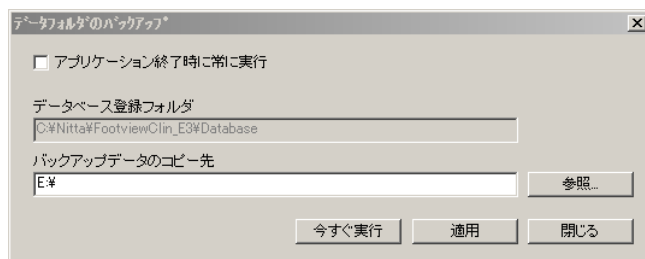 ﾃﾞｰﾀﾌｫﾙﾀﾞのﾊﾞｯｸｱｯﾌﾟ
アプリケーション終了時に常に実行
データベース登録フォルダ
C:¥Nitta¥FootviewClin_E3¥Database
バックアップデータのコピー先
E:¥
参照...
今すぐ実行
適用
閉じる